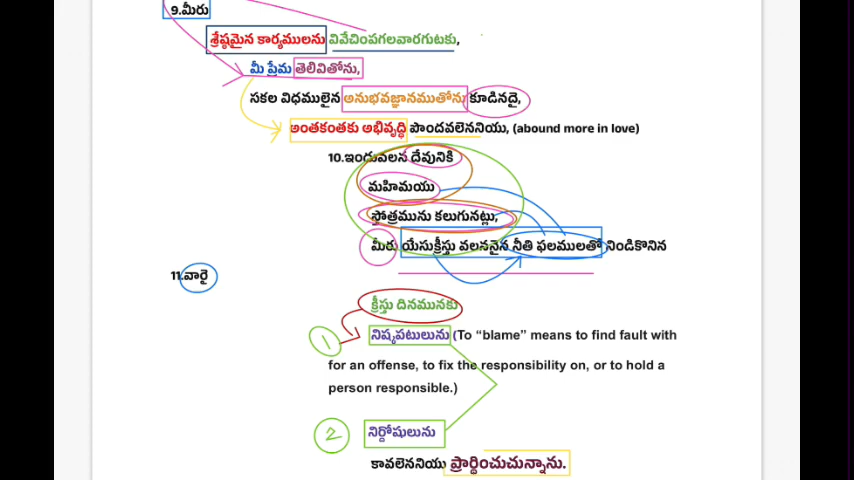 9.మీరు
శ్రేష్ఠమైన కార్యములను వివేచింపగలవారగుటకు,
మీ ప్రేమ తెలివితోను,
సకల విధములైన అనుభవజ్ఞానముతోను కూడినదై,
అంతకంతకు అభివృద్ధి పొందవలెననియు, (abound more in love)
10.ఇందువలన దేవునికి
మహిమయు
స్తోత్రమును కలుగునట్లు,
మీరు యేసుక్రీస్తు వలననైన నీతి ఫలములతో నిండికొనిన
11.వారై
క్రీస్తు దినమునకు
1 నిష్కపటులును (To “blame” means to find fault with
for an offense, to fix the responsibility on, or to hold a
person responsible.)
2 నిర్దోషులును
కావలెననియు ప్రార్థించుచున్నాను.